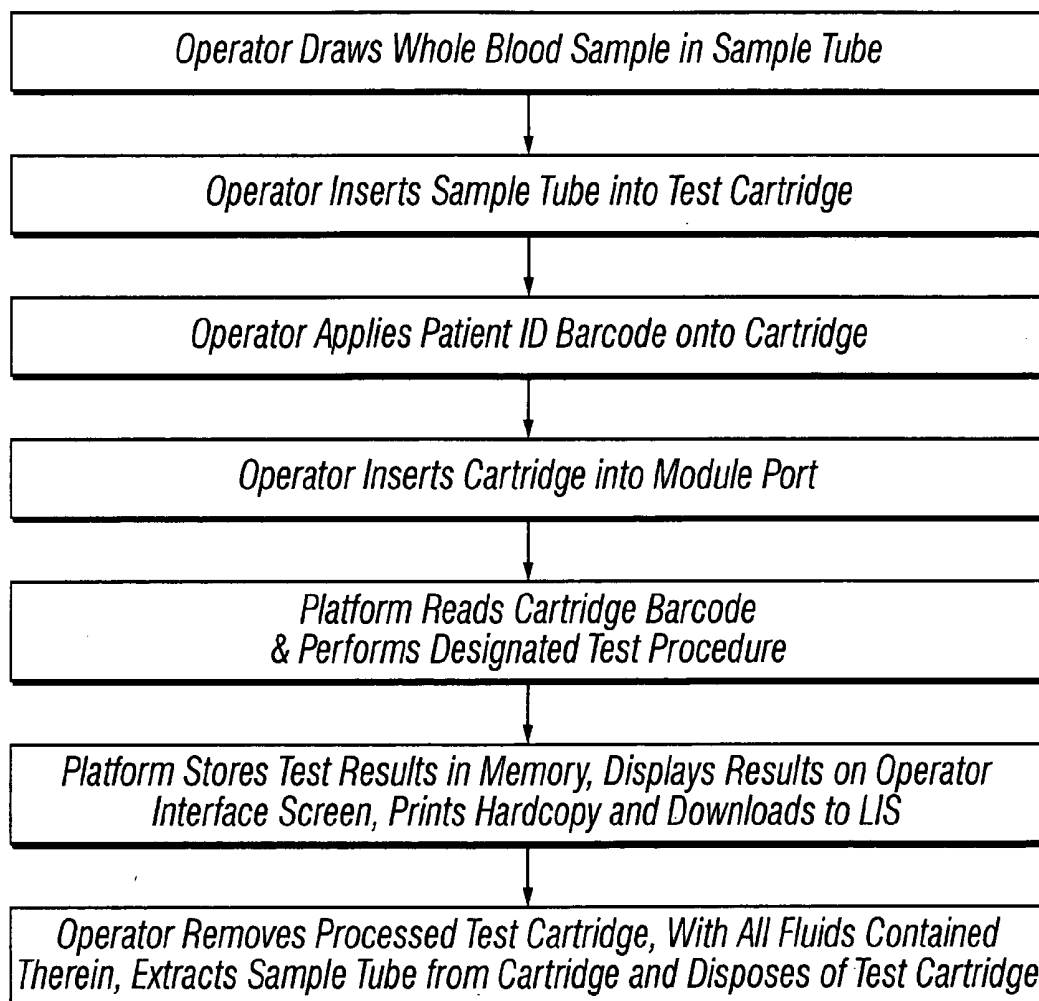 Operator Draws Whole Blood Sample in Sample Tube
Operator Inserts Sample Tube into Test Cartridge
Operator Applies Patient ID Barcode onto Cartridge
Operator Inserts Cartridge into Module Port
Platform Reads Cartridge Barcode
& Performs Designated Test Procedure
Platform Stores Test Results in Memory, Displays Results on Operator
Interface Screen, Prints Hardcopy and Downloads to LIS
Operator Removes Processed Test Cartridge, With All Fluids Contained
Therein, Extracts Sample Tube from Cartridge and Disposes of Test Cartridge